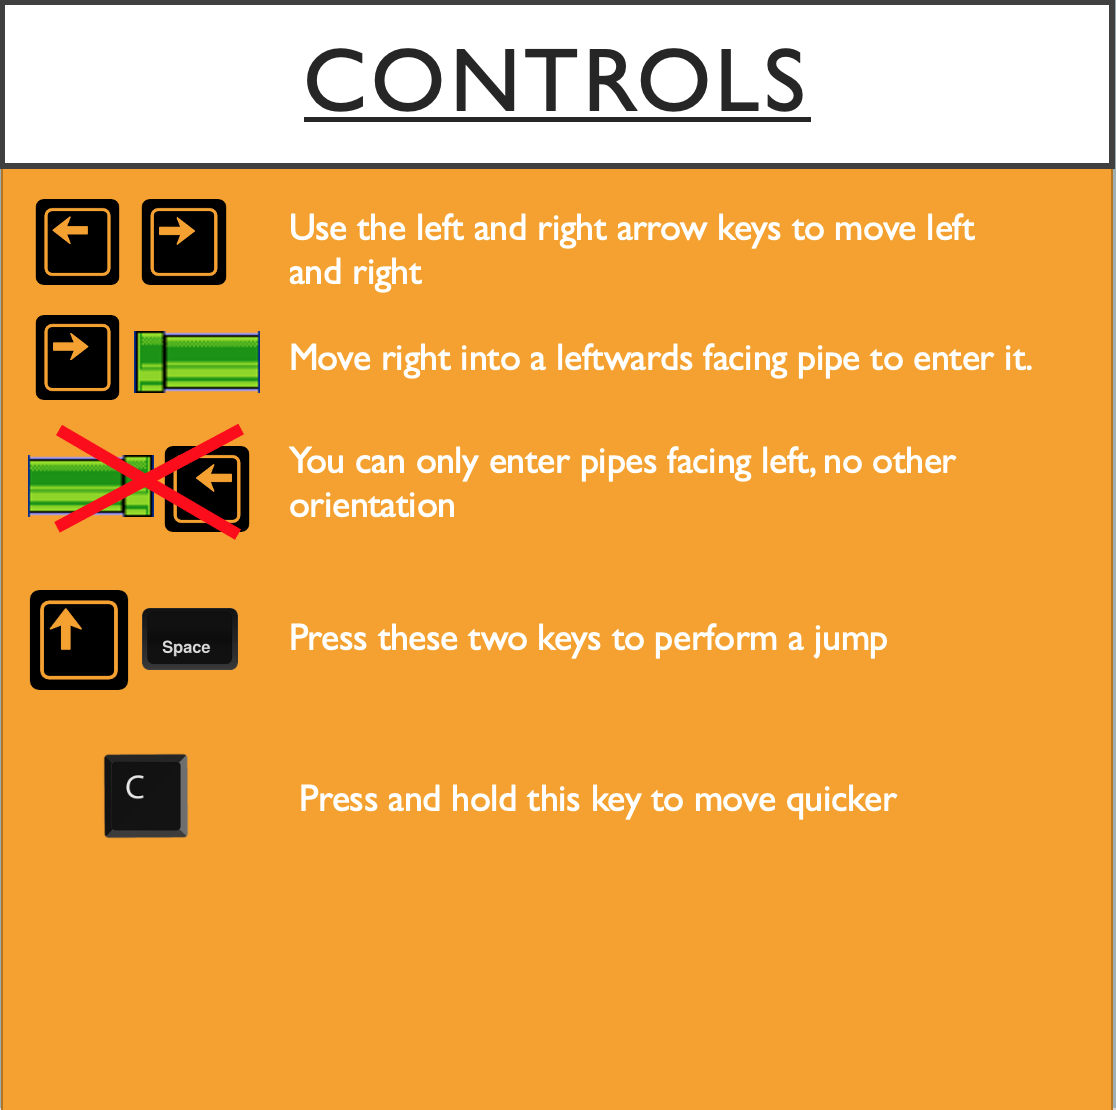 CONTROLS
Use the left and right arrow keys to move left
and right
Move right into a leftwards facing pipe to enter it.
You can only enter pipes facing left, no other
orientation
Space
Press these two keys to perform a jump
C
Press and hold this key to move quicker